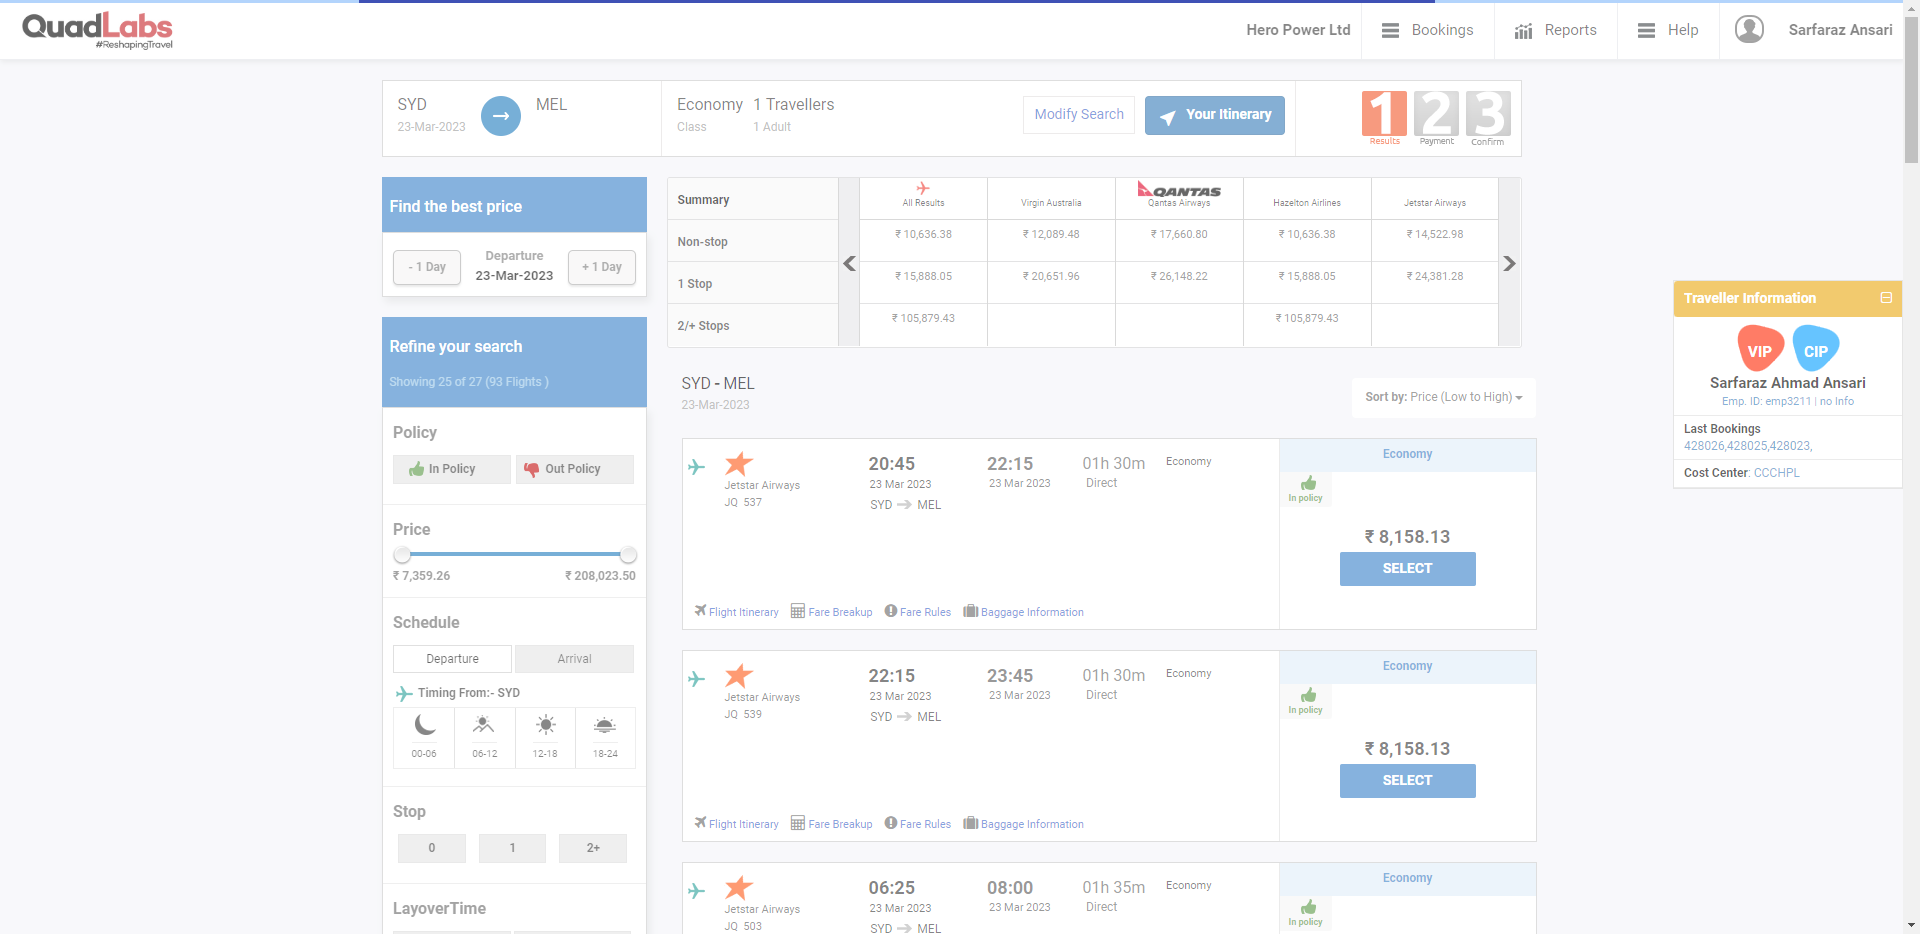 QuadLabs
#ReshapingTravel
Hero Power Ltd
Bookings
Reports
Help
Sarfaraz Ansari
SYD
23-Mar-2023
MEL
Economy
Class
1 Travellers
1 Adult
Modify Search
Your Itinerary
1
Results
2
Payment
3
Confirm
Find the best price
- 1 Day
Departure
23-Mar-2023
+ 1 Day
Refine your search
Showing 25 of 27 (93 Flights )
Policy
In Policy
Out Policy
Price
₹ 7,359.26
₹ 208,023.50
Schedule
Departure
Arrival
Timing From:- SYD
00-06
06-12
12-18
18-24
Stop
0
1
2+
LayoverTime
Summary
All Results
Virgin Australia
QANTAS
Qantas Airways
Hazelton Airlines
Jetstar Airways
Non-stop
₹ 10,636.38
₹ 12,089.48
₹ 17,660.80
₹ 10,636.38
₹ 14,522.98
1 Stop
₹ 15,888.05
₹ 20,651.96
₹ 26,148.22
₹ 15,888.05
₹ 24,381.28
2/+ Stops
₹ 105,879.43
₹ 105,879.43
SYD - MEL
23-Mar-2023
Sort by: Price (Low to High)
Jetstar Airways
JQ 537
20:45
23 Mar 2023
SYD MEL
22:15
23 Mar 2023
01h 30m
Direct
Economy
Economy
In policy
₹ 8,158.13
SELECT
Flight Itinerary
Fare Breakup
Fare Rules
Baggage Information
Jetstar Airways
JQ 539
22:15
23 Mar 2023
SYD MEL
23:45
23 Mar 2023
01h 30m
Direct
Economy
Economy
In policy
₹ 8,158.13
SELECT
Flight Itinerary
Fare Breakup
Fare Rules
Baggage Information
Jetstar Airways
JQ 503
06:25
23 Mar 2023
SYD MEL
08:00
23 Mar 2023
01h 35m
Direct
Economy
Economy
In policy
Traveller Information
VIP
CIP
Sarfaraz Ahmad Ansari
Emp. ID: emp3211 | no Info
Last Bookings
428026,428025,428023,
Cost Center: CCCHPL